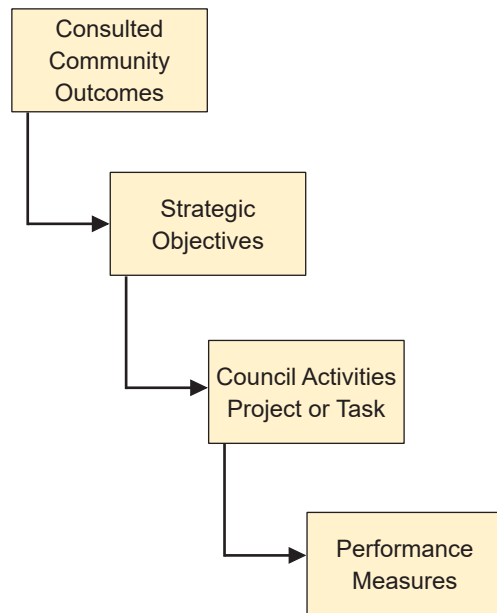 Consulted
Community
Outcomes
Strategic
Objectives
Council Activities
Project or Task
Performance
Measures